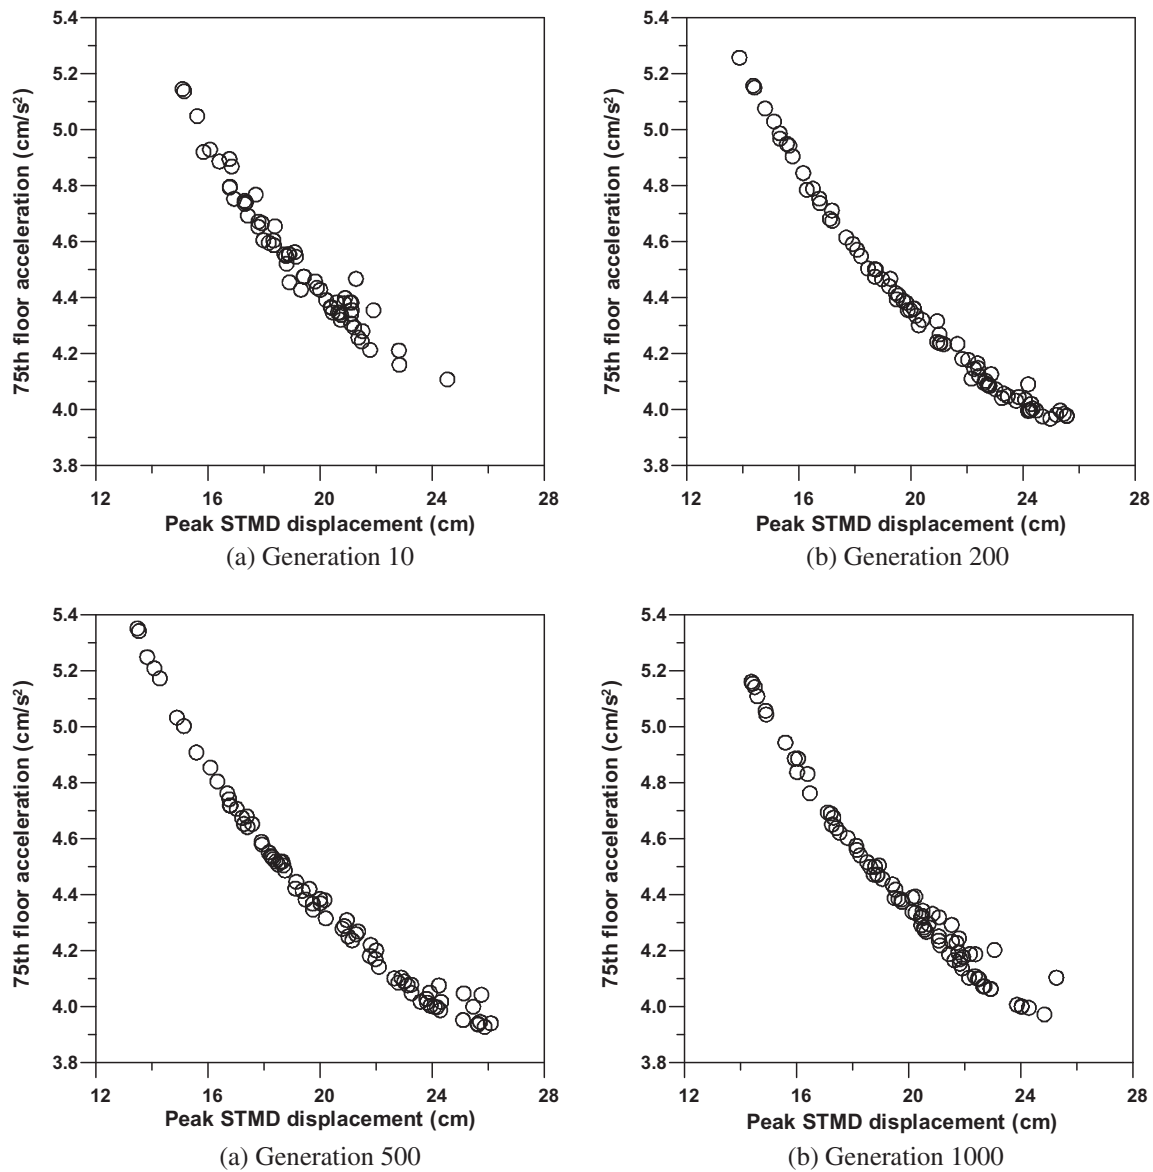 5.4
5.2
5.0
4.8
4.6
4.4
4.2
4.0
3.8
75th floor acceleration (cm/s²)
12 16 20 24 28
Peak STMD displacement (cm)
(a) Generation 10
5.4
5.2
5.0
4.8
4.6
4.4
4.2
4.0
3.8
75th floor acceleration (cm/s²)
12 16 20 24 28
Peak STMD displacement (cm)
(b) Generation 200
5.4
5.2
5.0
4.8
4.6
4.4
4.2
4.0
3.8
75th floor acceleration (cm/s²)
12 16 20 24 28
Peak STMD displacement (cm)
(a) Generation 500
5.4
5.2
5.0
4.8
4.6
4.4
4.2
4.0
3.8
75th floor acceleration (cm/s²)
12 16 20 24 28
Peak STMD displacement (cm)
(b) Generation 1000